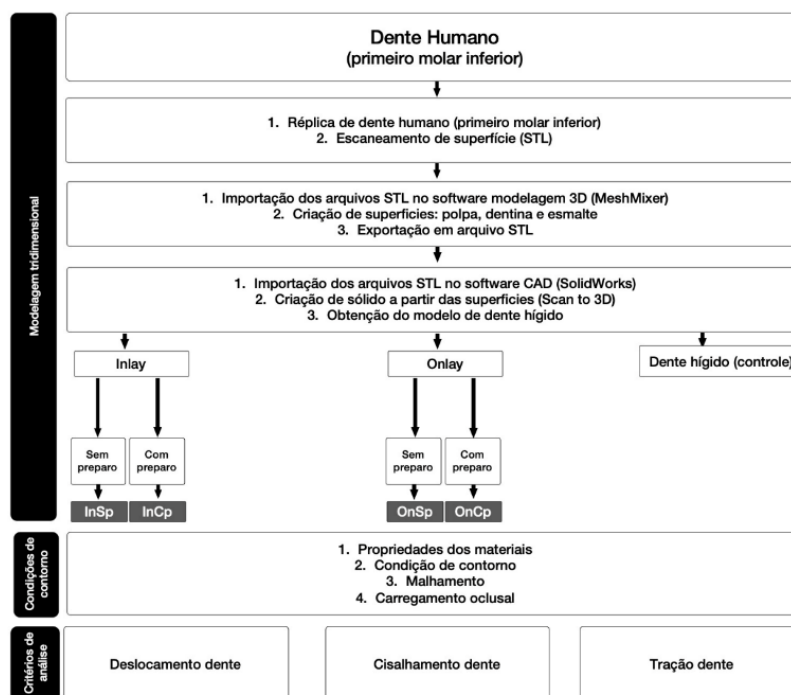 Dente Humano
(primeiro molar inferior)
1. Réplica de dente humano (primeiro molar inferior)
2. Escaneamento de superfície (STL)
1. Importação dos arquivos STL no software modelagem 3D (MeshMixer)
2. Criação de superficies: polpa, dentina e esmalte
3. Exportação em arquivo STL
Modelagem tridimensional
1. Importação dos arquivos STL no software CAD (SolidWorks)
2. Criação de sólido a partir das superficies (Scan to 3D)
3. Obtenção do modelo de dente hígido
Inlay
Onlay
Dente hígido (controle)
Sem
preparo
Com
preparo
Sem
preparo
Com
preparo
InSp
InCp
OnSp
OnCp
Condições de
contorno
1. Propriedades dos materiais
2. Condição de contorno
3. Malhamento
4. Carregamento oclusal
Critérios de
análise
Deslocamento dente
Cisalhamento dente
Tração dente